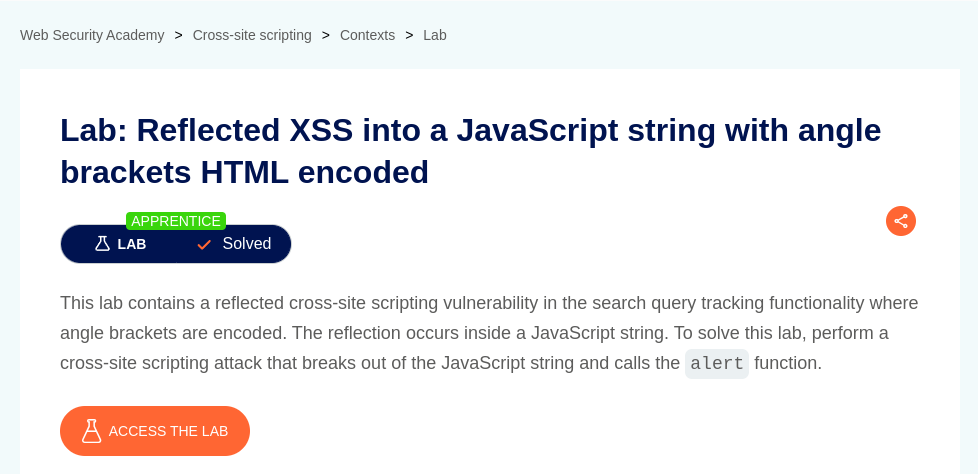 Web Security Academy > Cross-site scripting > Contexts > Lab
Lab: Reflected XSS into a JavaScript string with angle
brackets HTML encoded
APPRENTICE
LAB Solved
This lab contains a reflected cross-site scripting vulnerability in the search query tracking functionality where
angle brackets are encoded. The reflection occurs inside a JavaScript string. To solve this lab, perform a
cross-site scripting attack that breaks out of the JavaScript string and calls the alert function.
ACCESS THE LAB